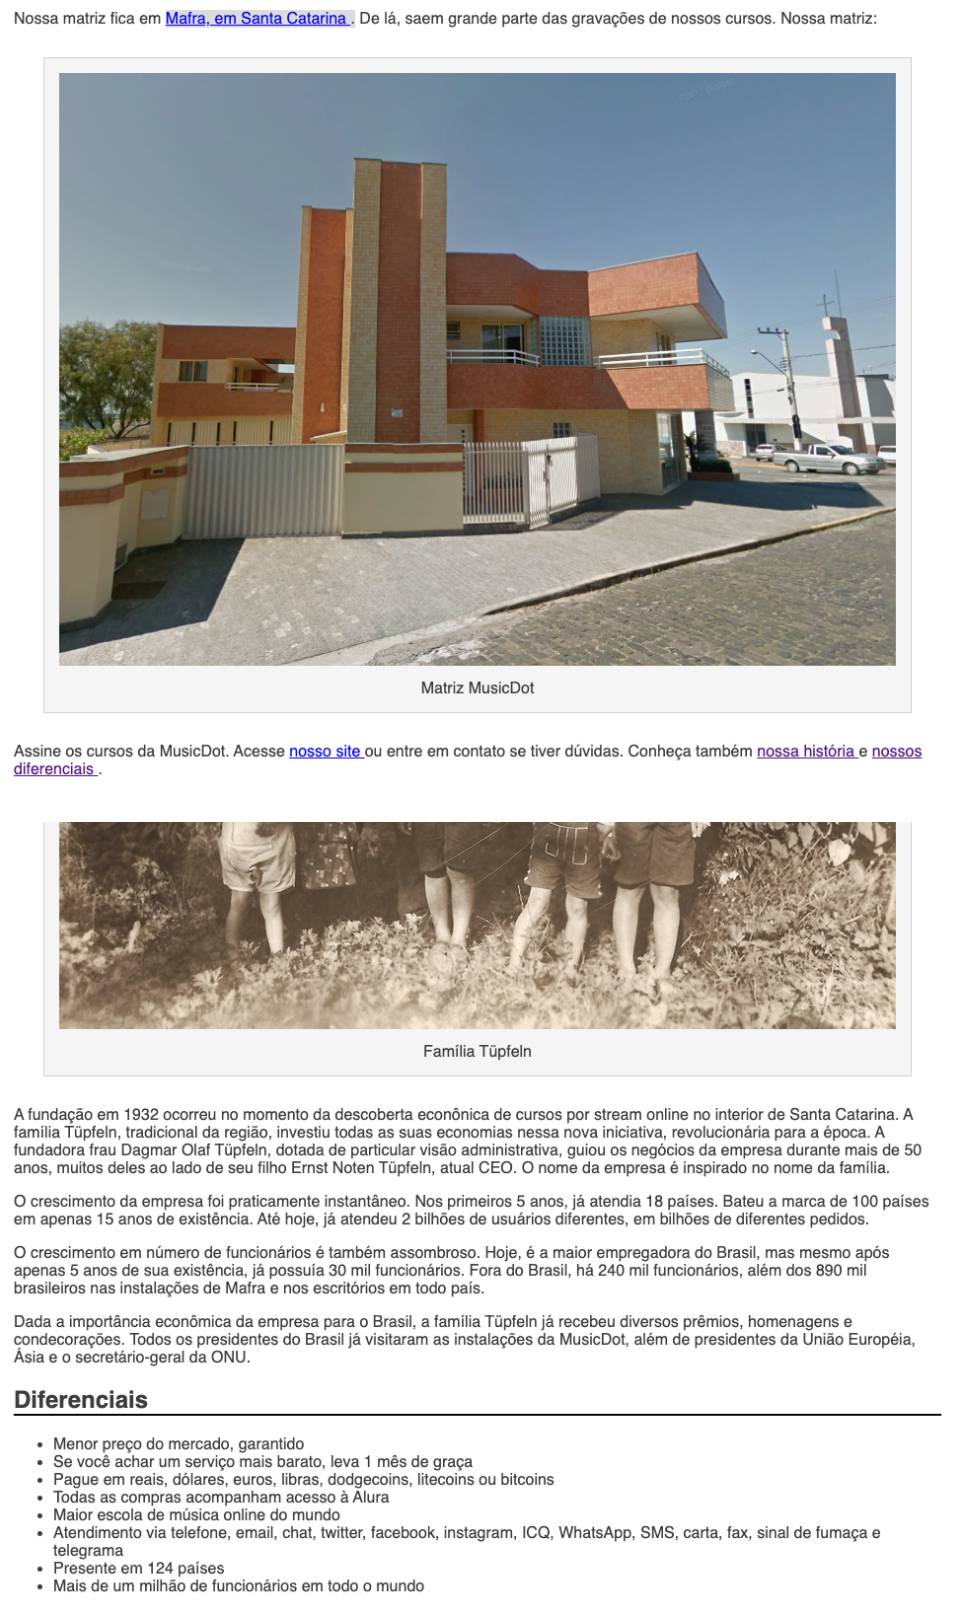 Nossa matriz fica em Mafra, em Santa Catarina . De lá, saem grande parte das gravações de nossos cursos. Nossa matriz:
Matriz MusicDot
Assine os cursos da MusicDot. Acesse nosso site ou entre em contato se tiver dúvidas. Conheça também nossa história e nossos
diferenciais .
Família Tüpfeln
A fundação em 1932 ocorreu no momento da descoberta econônica de cursos por stream online no interior de Santa Catarina. A
família Tüpfeln, tradicional da região, investiu todas as suas economias nessa nova iniciativa, revolucionária para a época. A
fundadora frau Dagmar Olaf Tüpfeln, dotada de particular visão administrativa, guiou os negócios da empresa durante mais de 50
anos, muitos deles ao lado de seu filho Ernst Noten Tüpfeln, atual CEO. O nome da empresa é inspirado no nome da família.
O crescimento da empresa foi praticamente instantâneo. Nos primeiros 5 anos, já atendia 18 países. Bateu a marca de 100 países
em apenas 15 anos de existência. Até hoje, já atendeu 2 bilhões de usuários diferentes, em bilhões de diferentes pedidos.
O crescimento em número de funcionários é também assombroso. Hoje, é a maior empregadora do Brasil, mas mesmo após
apenas 5 anos de sua existência, já possuía 30 mil funcionários. Fora do Brasil, há 240 mil funcionários, além dos 890 mil
brasileiros nas instalações de Mafra e nos escritórios em todo país.
Dada a importância econômica da empresa para o Brasil, a família Tüpfeln já recebeu diversos prêmios, homenagens e
condecorações. Todos os presidentes do Brasil já visitaram as instalações da MusicDot, além de presidentes da União Européia,
Ásia e o secretário-geral da ONU.
Diferenciais
• Menor preço do mercado, garantido
• Se você achar um serviço mais barato, leva 1 mês de graça
• Pague em reais, dólares, euros, libras, dodgecoins, litecoins ou bitcoins
• Todas as compras acompanham acesso à Alura
• Maior escola de música online do mundo
• Atendimento via telefone, email, chat, twitter, facebook, instagram, ICQ, WhatsApp, SMS, carta, fax, sinal de fumaça e
telegrama
• Presente em 124 países
• Mais de um milhão de funcionários em todo o mundo